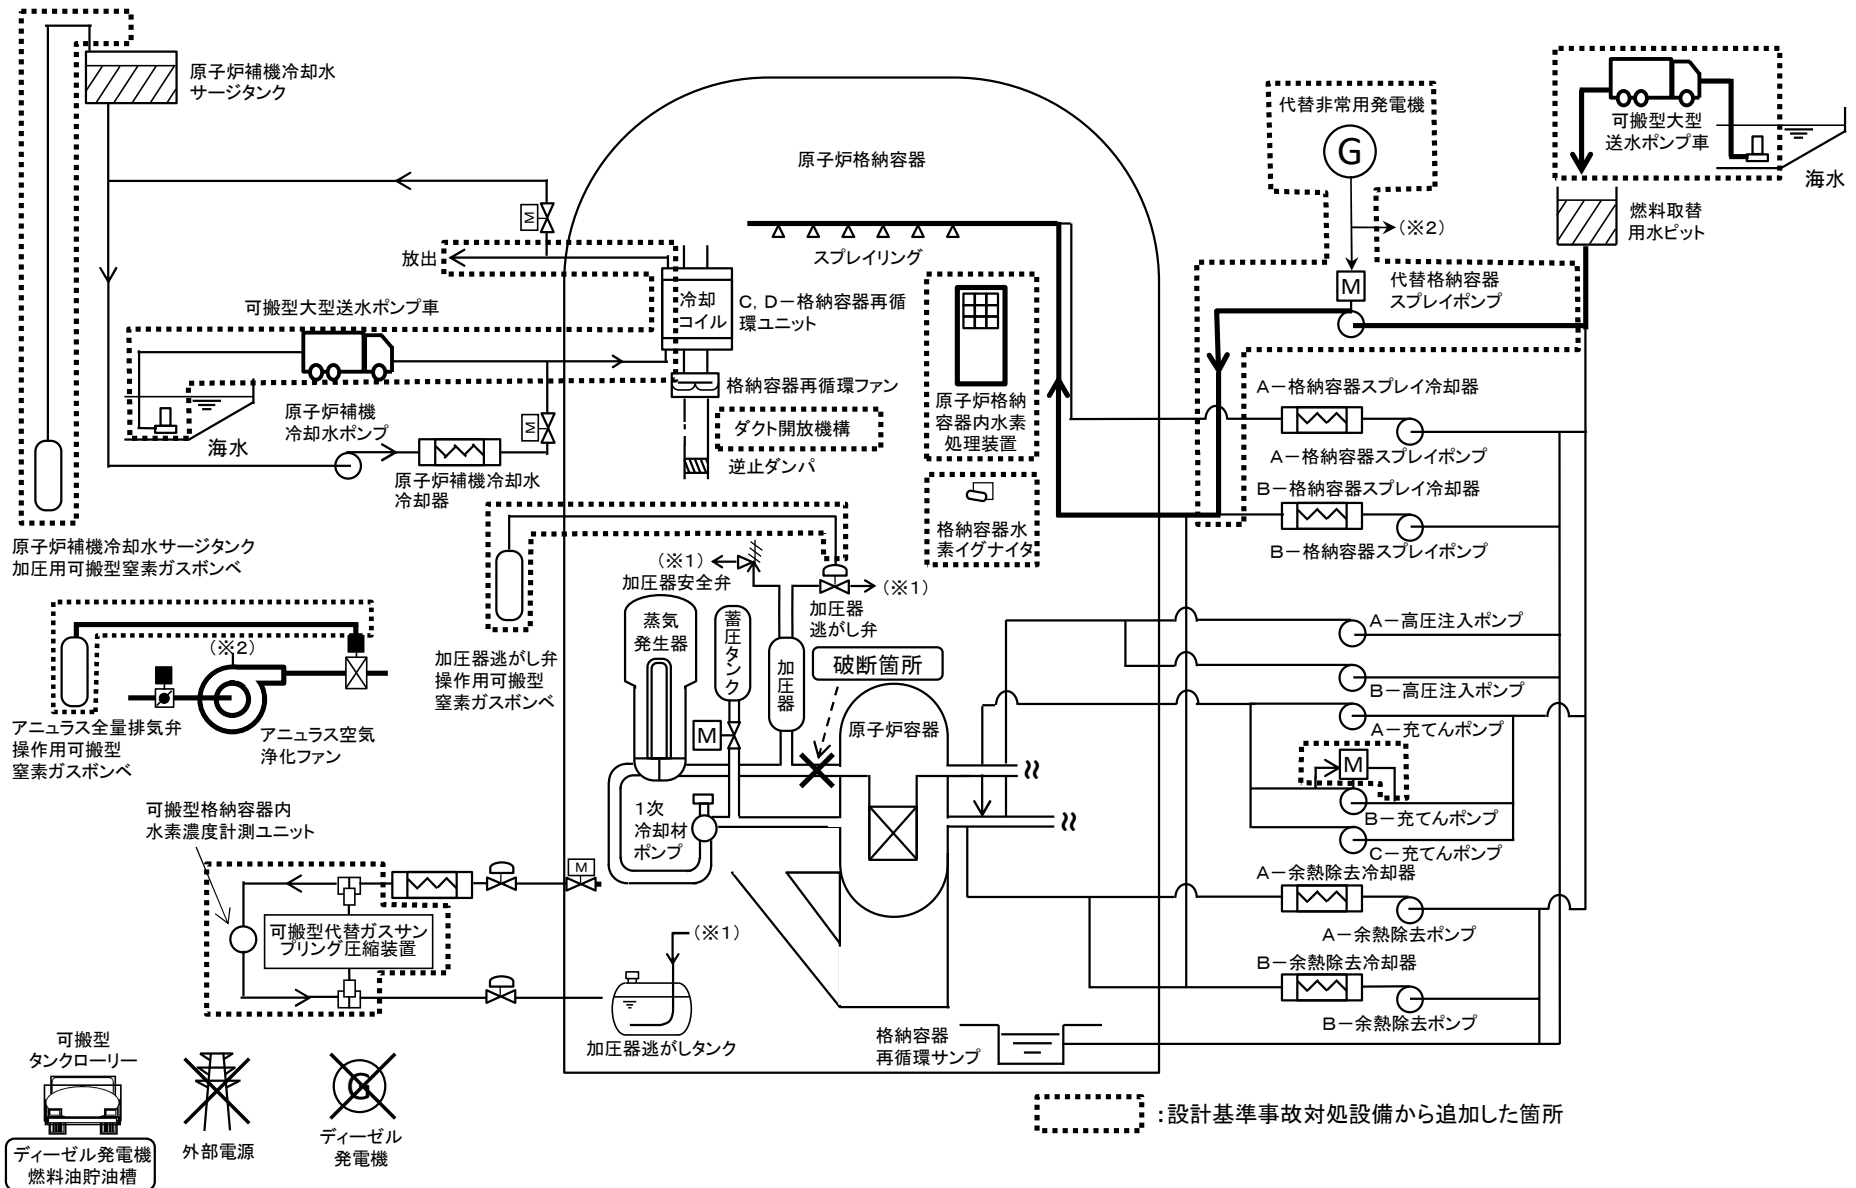 原子炉補機冷却水
サージタンク
原子炉格納容器
代替非常用発電機
G
(※2)
M
代替格納容器
スプレイポンプ
可搬型大型
送水ポンプ車
海水
燃料取替
用水ピット
M
放出
スプレイリング
冷却
コイル
C，D－格納容器再循
環ユニット
可搬型大型送水ポンプ車
格納容器再循環ファン
ダクト開放機構
逆止ダンパ
原子炉格納
容器内水素
処理装置
格納容器水
素イグナイタ
原子炉補機
冷却水ポンプ
海水
M
原子炉補機冷却水
冷却器
A－格納容器スプレイ冷却器
A－格納容器スプレイポンプ
B－格納容器スプレイ冷却器
B－格納容器スプレイポンプ
原子炉補機冷却水サージタンク
加圧用可搬型窒素ガスボンベ
(※1)
加圧器安全弁
(※1)
加圧器
逃がし弁
蒸気
発生器
蓄圧タンク
加圧器
破断箇所
原子炉容器
M
加圧器逃がし弁
操作用可搬型
窒素ガスボンベ
(※2)
アニュラス全量排気弁
操作用可搬型
窒素ガスボンベ
アニュラス空気
浄化ファン
A－高圧注入ポンプ
B－高圧注入ポンプ
A－充てんポンプ
M
B－充てんポンプ
C－充てんポンプ
1次
冷却材
ポンプ
可搬型格納容器内
水素濃度計測ユニット
M
可搬型代替ガスサン
プリング圧縮装置
(※1)
A－余熱除去冷却器
A－余熱除去ポンプ
B－余熱除去冷却器
B－余熱除去ポンプ
加圧器逃がしタンク
格納容器
再循環サンプ
可搬型
タンクローリー
ディーゼル発電機
燃料油貯油槽
外部電源
G
ディーゼル
発電機
：設計基準事故対処設備から追加した箇所